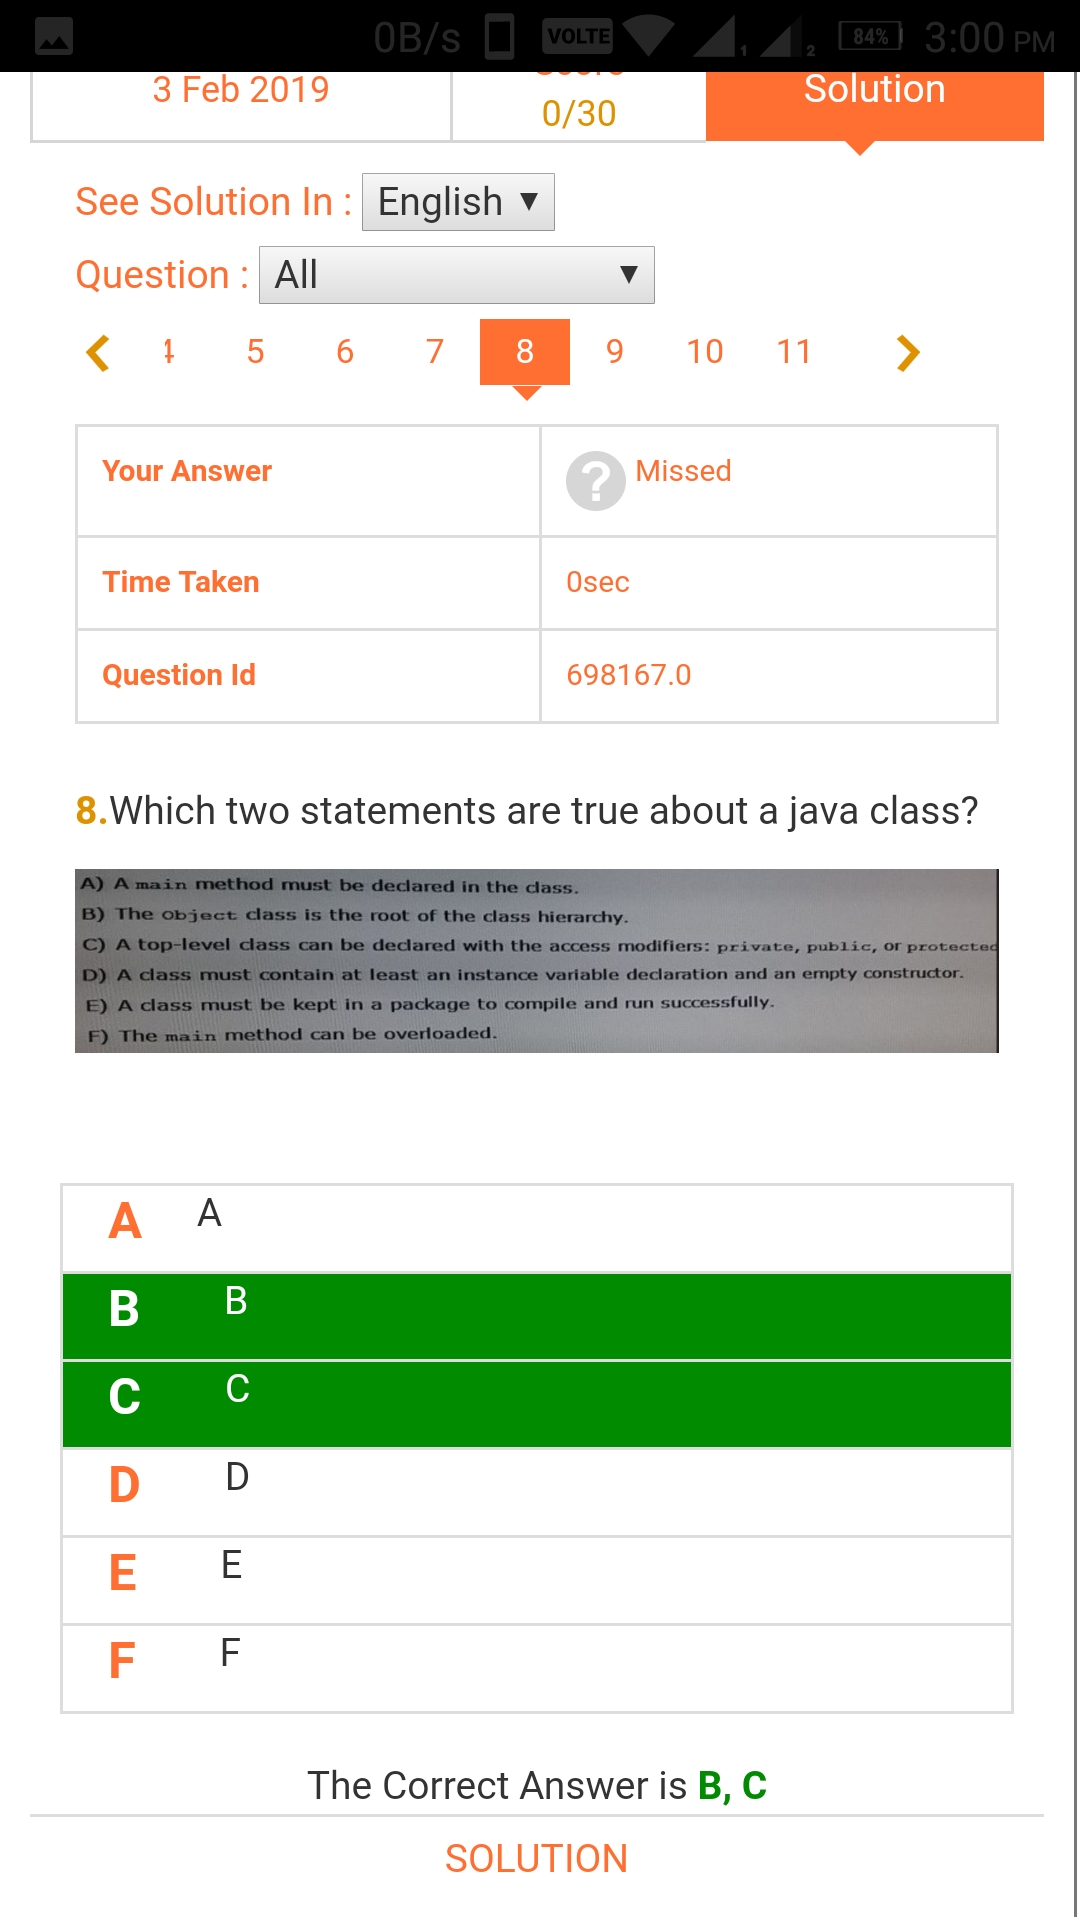 0B/s VOLTE 1 2 84% 3:00 PM
3 Feb 2019
0/30
Solution
See Solution In : English ▼
Question : All ▼
4 5 6 7 8 9 10 11
Your Answer ? Missed
Time Taken 0sec
Question Id 698167.0
8.Which two statements are true about a java class?
A) A main method must be declared in the class.
B) The Object class is the root of the class hierarchy.
C) A top-level class can be declared with the access modifiers: private, public, or protected
D) A class must contain at least an instance variable declaration and an empty constructor.
E) A class must be kept in a package to compile and run successfully.
F) The main method can be overloaded.
A A
B B
C C
D D
E E
F F
The Correct Answer is B, C
SOLUTION